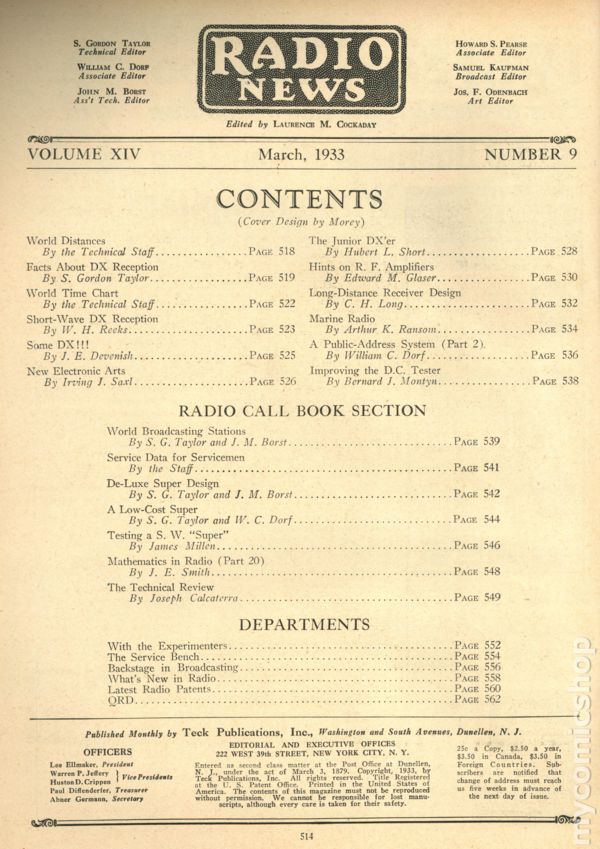 S. Gordon Taylor
Technical Editor
William C. Dorf
Associate Editor
John M. Borst
Ass't Tech. Editor
RADIO
NEWS
Howard S. Pearse
Associate Editor
Samuel Kaufman
Broadcast Editor
Jos. F. Odenbach
Art Editor
Edited by Laurence M. Cockaday
VOLUME XIV March, 1933 NUMBER 9
CONTENTS
(Cover Design by Morey)
World Distances
By the Technical Staff.................Page 518
Facts About DX Reception
By S. Gordon Taylor.................Page 519
World Time Chart
By the Technical Staff.................Page 522
Short-Wave DX Reception
By W. H. Reeks.................Page 523
Some DX!!!
By J. E. Devenish.................Page 525
New Electronic Arts
By Irving J. Saxl.................Page 526
The Junior DX'er
By Hubert L. Short.................Page 528
Hints on R. F. Amplifiers
By Edward M. Glaser.................Page 530
Long-Distance Receiver Design
By C. H. Long.................Page 532
Marine Radio
By Arthur K. Ransom.................Page 534
A Public-Address System (Part 2).
By William C. Dorf.................Page 536
Improving the D.C. Tester
By Bernard J. Montyn.................Page 538
RADIO CALL BOOK SECTION
World Broadcasting Stations
By S. G. Taylor and J. M. Borst.................Page 539
Service Data for Servicemen
By the Staff.................Page 541
De-Luxe Super Design
By S. G. Taylor and J. M. Borst.................Page 542
A Low-Cost Super
By S. G. Taylor and W. C. Dorf.................Page 544
Testing a S. W. "Super"
By James Millen.................Page 546
Mathematics in Radio (Part 20)
By J. E. Smith.................Page 548
The Technical Review
By Joseph Calcaterra.................Page 549
DEPARTMENTS
With the Experimenters.................Page 552
The Service Bench.................Page 554
Backstage in Broadcasting.................Page 556
What's New in Radio.................Page 558
Latest Radio Patents.................Page 560
QRD.................Page 562
Published Monthly by Teck Publications, Inc., Washington and South Avenues, Dunellen, N. J.
OFFICERS
Lee Ellmaker, President
Warren P. Jeffery } Vice Presidents
Huston D. Crippen
Paul Diffenderfer, Treasurer
Abner Germann, Secretary
EDITORIAL AND EXECUTIVE OFFICES
222 WEST 39th STREET, NEW YORK CITY, N. Y.
Entered as second class matter at the Post Office at Dunellen,
N. J., under the act of March 3, 1879. Copyright, 1933, by
Teck Publications, Inc. All rights reserved. Title Registered
at the U. S. Patent Office. Printed in the United States of
America. The contents of this magazine must not be reproduced
without permission. We cannot be responsible for lost manu-
scripts, although every care is taken for their safety.
25c a Copy, $2.50 a year,
$3.50 in Canada, $3.50 in
Foreign Countries. Sub-
scribers are notified that
change of address must reach
us five weeks in advance of
the next day of issue.
514
mycomicshop